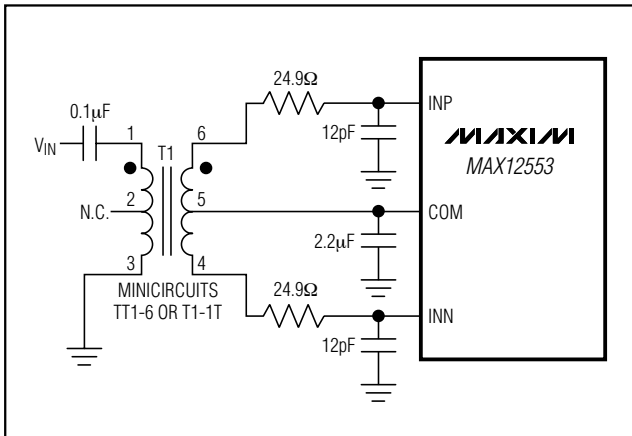 24.9Ω
0.1µF
INP
1
6
VIN
T1
12pF
MAXIM
MAX12553
2
5
N.C.
COM
2.2µF
3
4
MINICIRCUITS
TT1-6 OR T1-1T
24.9Ω
INN
12pF